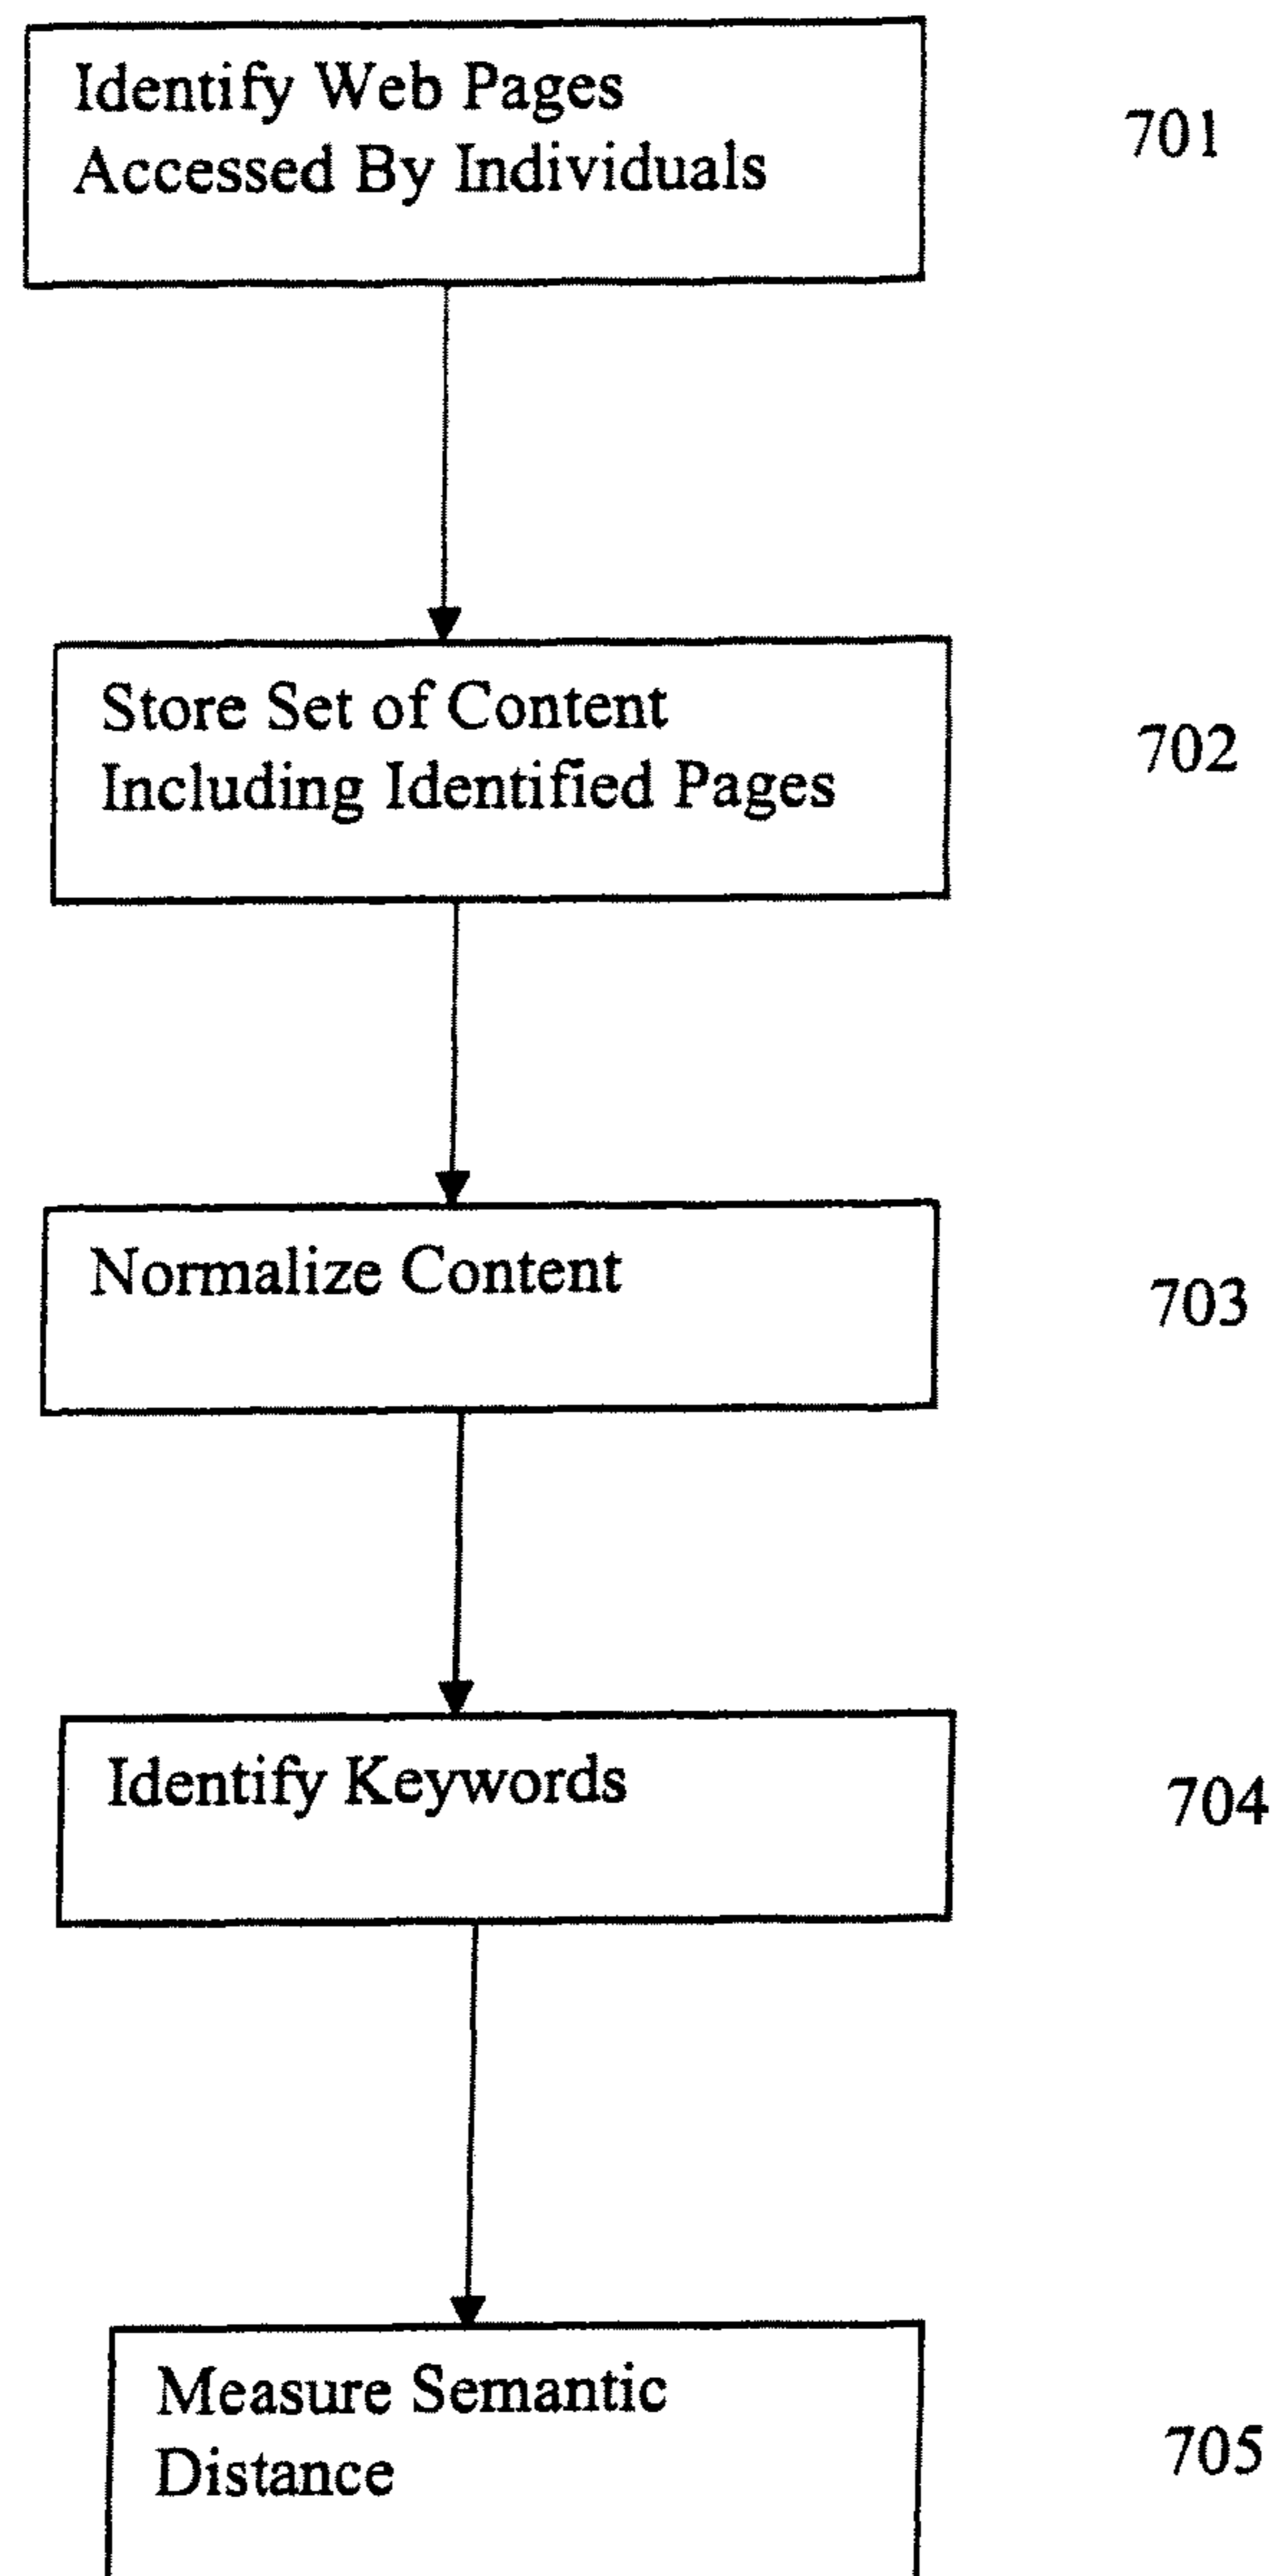 Identify Web Pages
Accessed By Individuals
701
Store Set of Content
Including Identified Pages
702
Normalize Content
703
Identify Keywords
704
Measure Semantic
Distance
705